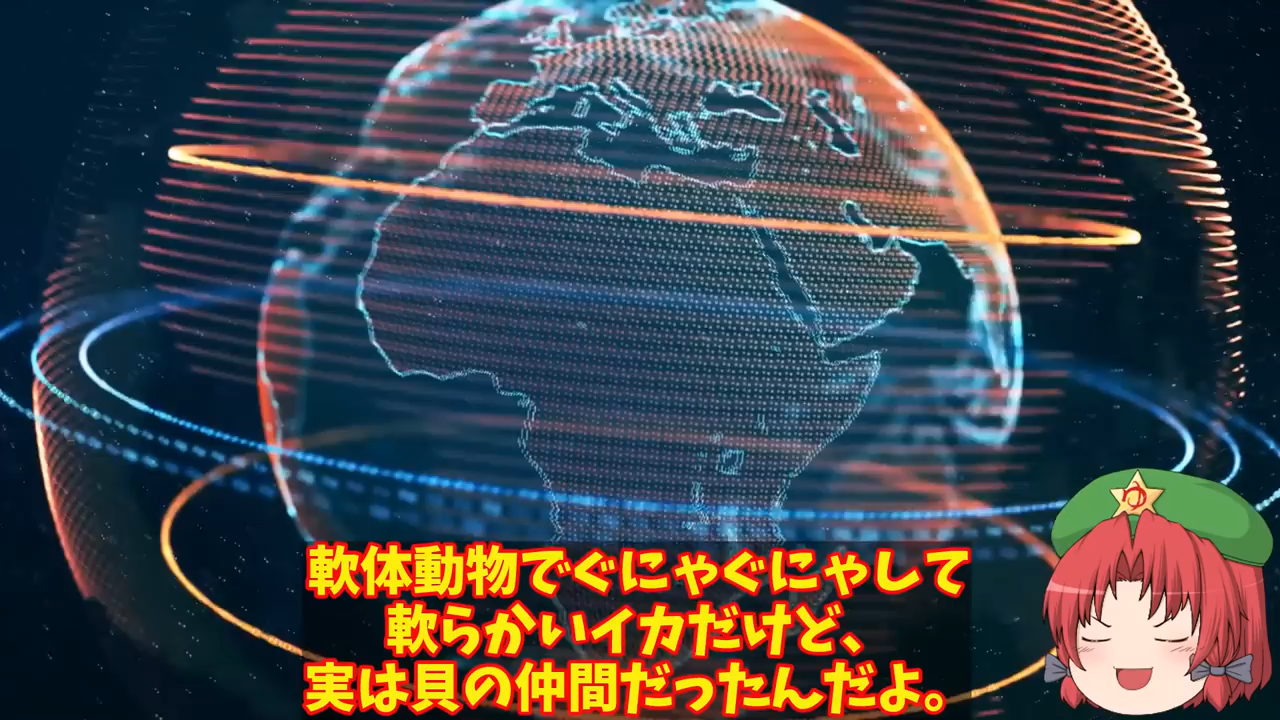 軟体動物でぐにゃぐにゃして
軟らかいイカだけど、
実は貝の仲間だったんだよ。
ゆ